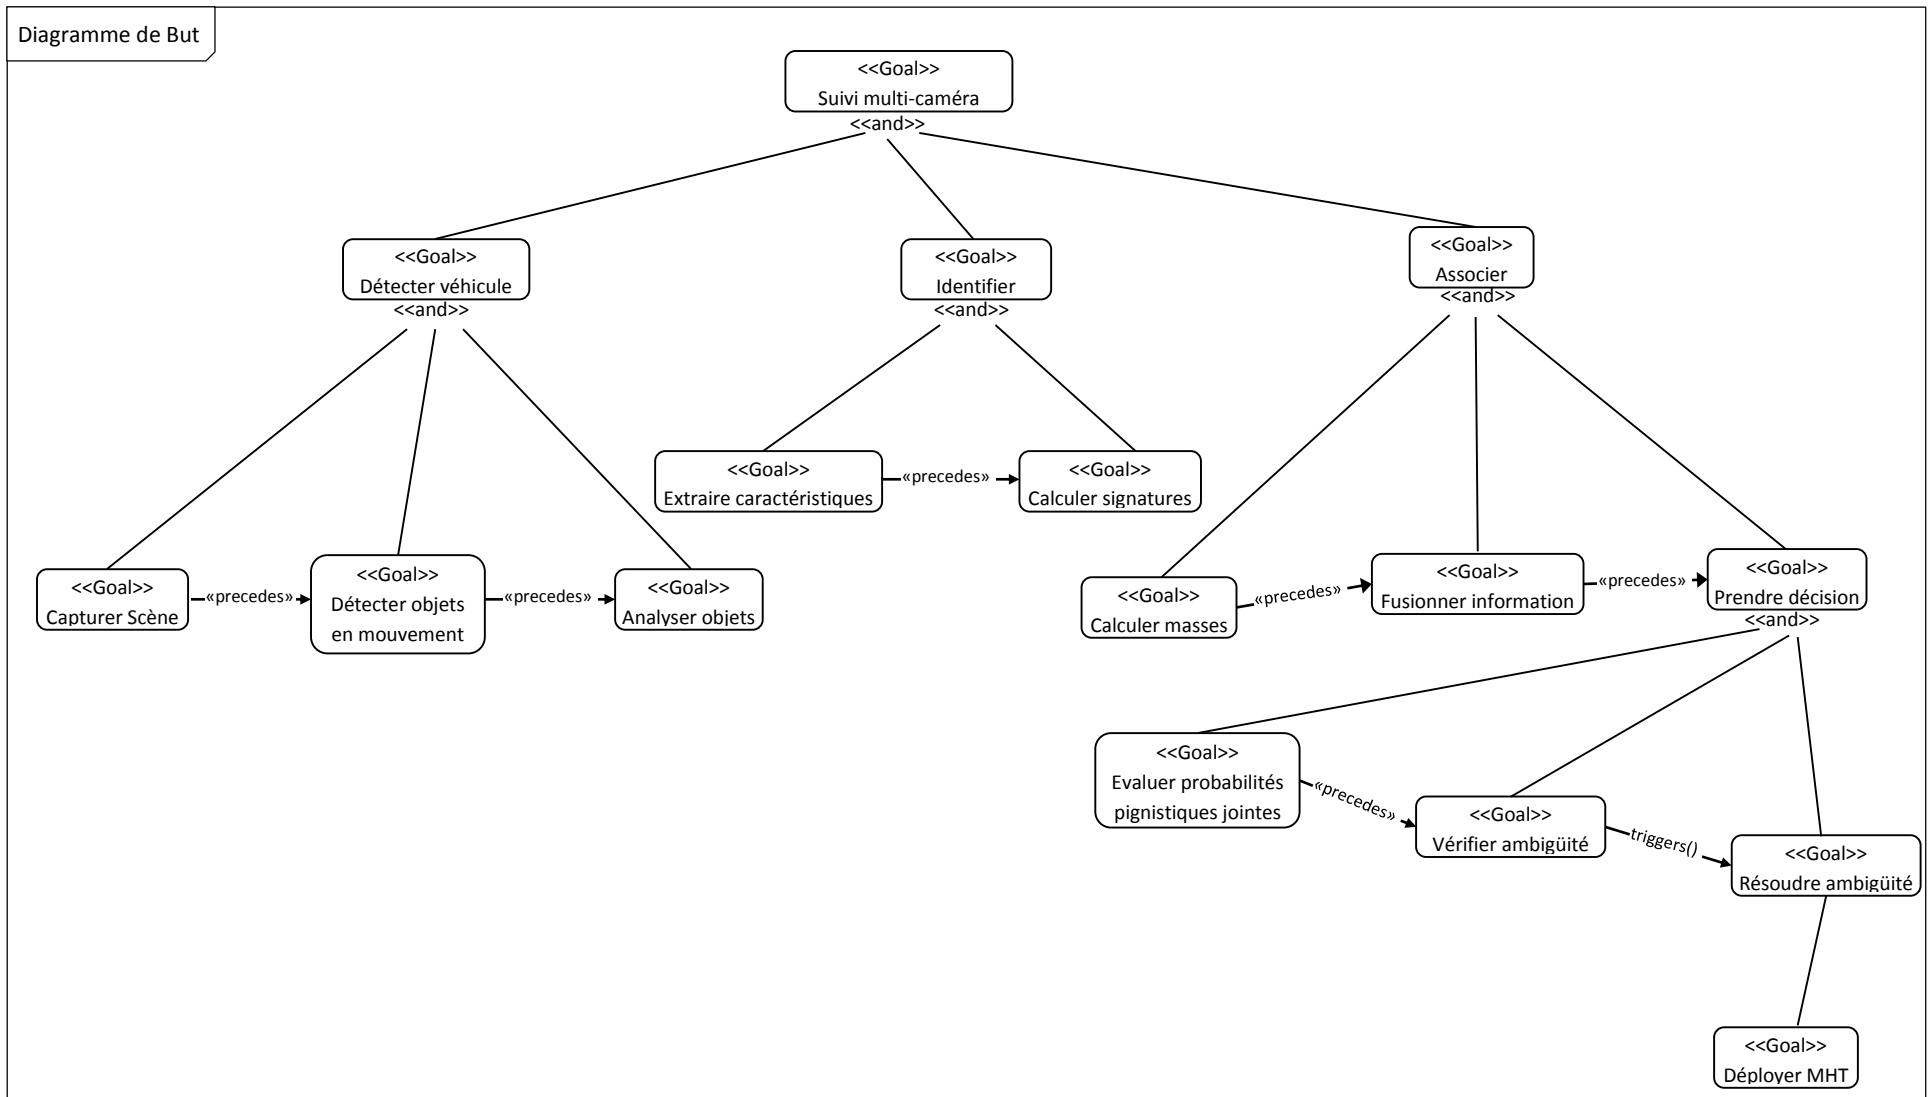 Diagramme de But
<<Goal>>
Suivi multi-caméra
<<and>>
<<Goal>>
Détecter véhicule
<<and>>
<<Goal>>
Identifier
<<and>>
<<Goal>>
Associer
<<and>>
<<Goal>>
Extraire caractéristiques
«precedes»
<<Goal>>
Calculer signatures
<<Goal>>
Capturer Scène
«precedes»
<<Goal>>
Détecter objets
en mouvement
«precedes»
<<Goal>>
Analyser objets
<<Goal>>
Calculer masses
«precedes»
<<Goal>>
Fusionner information
«precedes»
<<Goal>>
Prendre décision
<<and>>
<<Goal>>
Evaluer probabilités
pignistiques jointes
«precedes»
<<Goal>>
Vérifier ambigüité
triggers()
<<Goal>>
Résoudre ambigüité
<<Goal>>
Déployer MHT